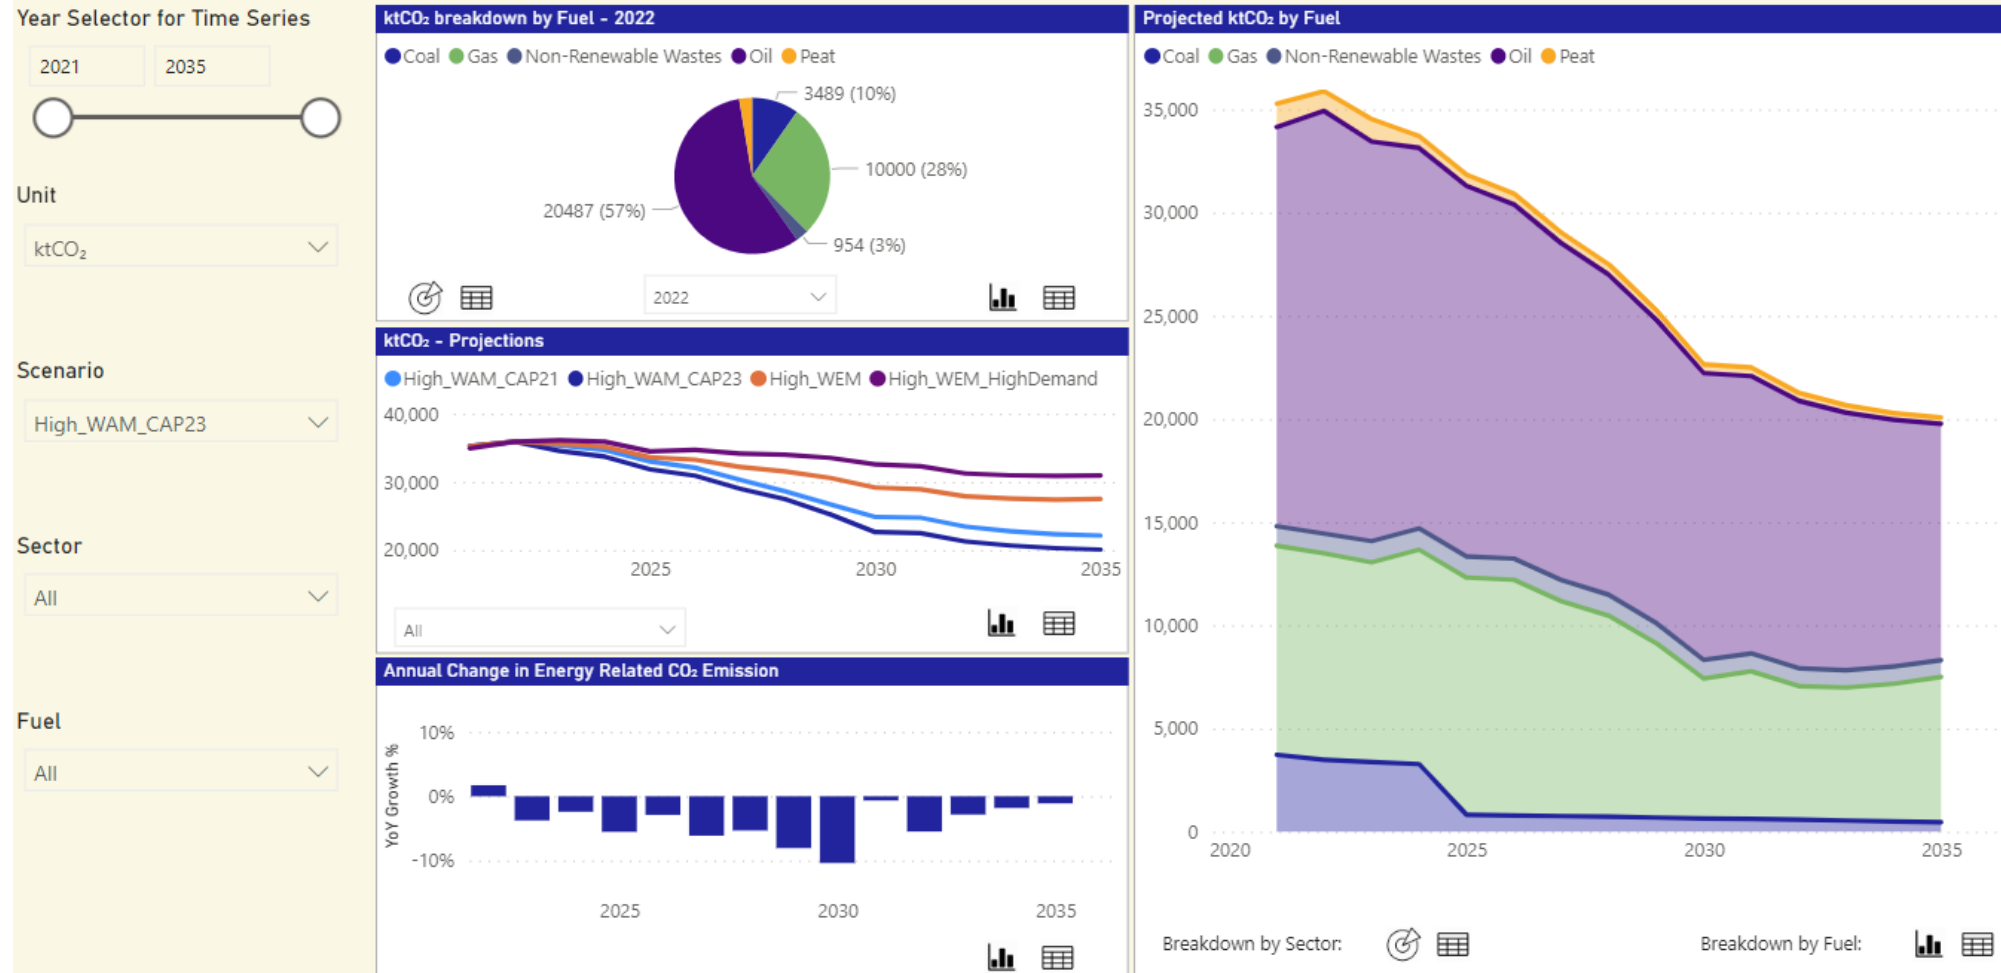 Year Selector for Time Series
2021 2035
Unit
ktCO₂
Scenario
High_WAM_CAP23
Sector
All
Fuel
All
ktCO₂ breakdown by Fuel - 2022
Coal Gas Non-Renewable Wastes Oil Peat
3489 (10%)
10000 (28%)
20487 (57%)
954 (3%)
2022
ktCO₂ - Projections
High_WAM_CAP21 High_WAM_CAP23 High_WEM High_WEM_HighDemand
40,000
30,000
20,000
2025 2030 2035
All
Annual Change in Energy Related CO₂ Emission
YoY Growth %
10%
0%
-10%
2025 2030 2035
Projected ktCO₂ by Fuel
Coal Gas Non-Renewable Wastes Oil Peat
35,000
30,000
25,000
20,000
15,000
10,000
5,000
0
2020 2025 2030 2035
Breakdown by Sector: Breakdown by Fuel: